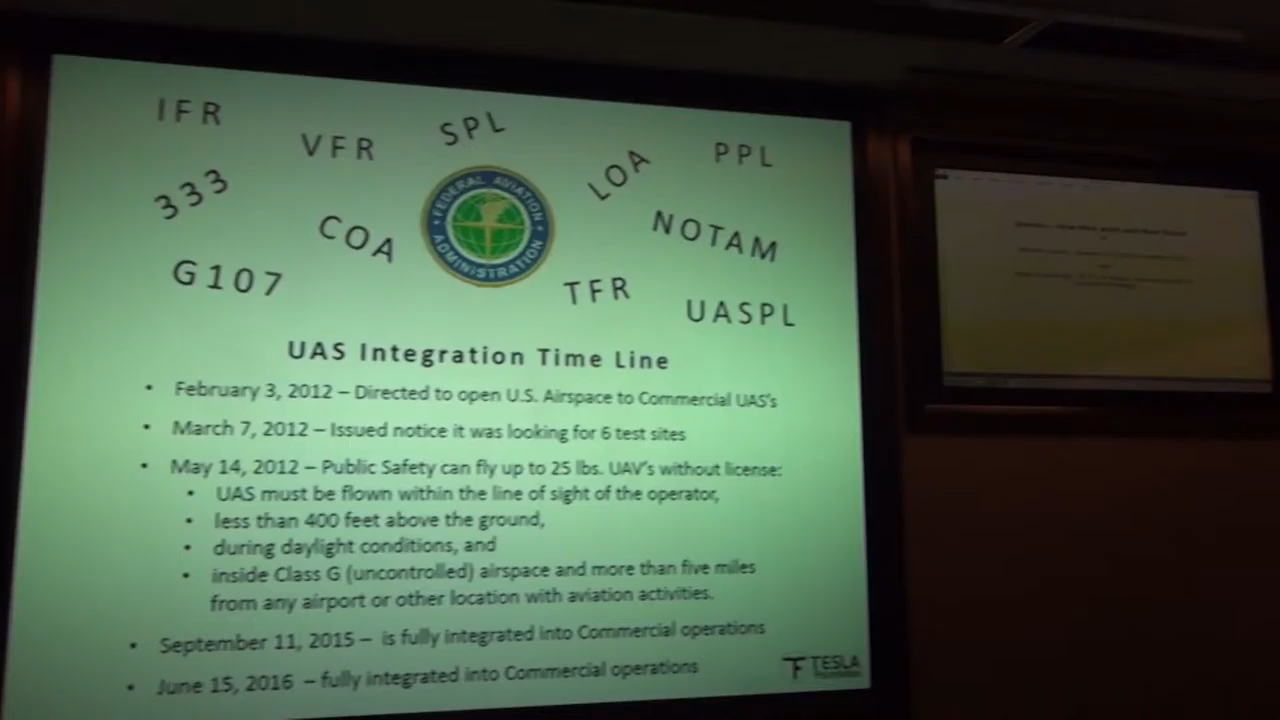 IFR
VFR
SPL
LOA
PPL
333
COA
NOTAM
G107
TFR
UASPL
FEDERAL AVIATION
ADMINISTRATION
UAS Integration Time Line
• February 3, 2012 – Directed to open U.S. Airspace to Commercial UAS's
• March 7, 2012 – Issued notice it was looking for 6 test sites
• May 14, 2012 – Public Safety can fly up to 25 lbs. UAV's without license:
• UAS must be flown within the line of sight of the operator,
• less than 400 feet above the ground,
• during daylight conditions, and
• inside Class G (uncontrolled) airspace and more than five miles
from any airport or other location with aviation activities.
• September 11, 2015 – is fully integrated into Commercial operations
• June 15, 2016 – fully integrated into Commercial operations
TESLA